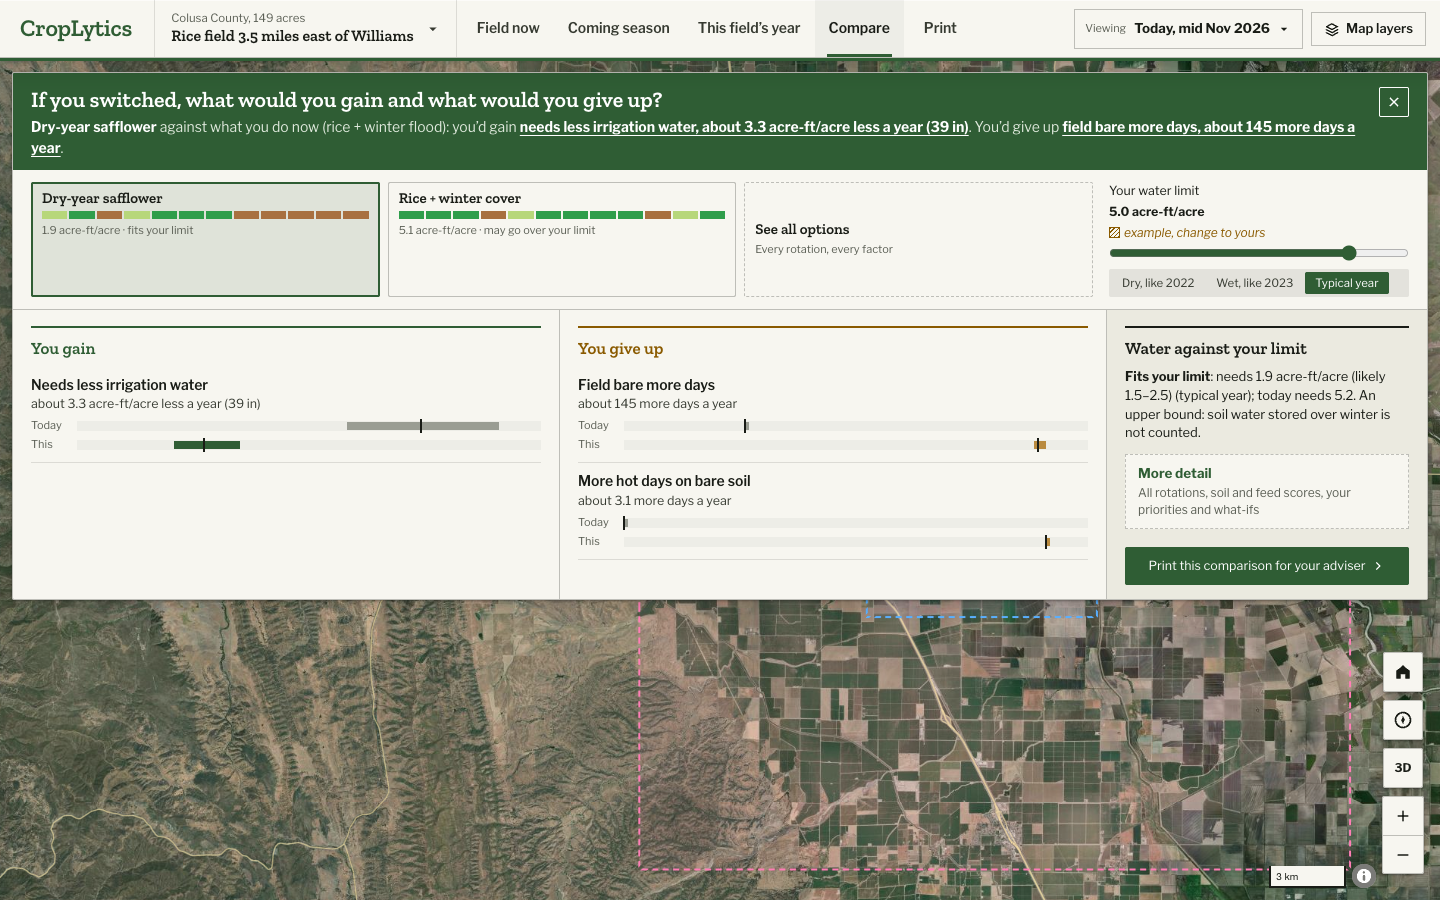 CropLytics
Colusa County, 149 acres
Rice field 3.5 miles east of Williams
Field now
Coming season
This field's year
Compare
Print
Viewing Today, mid Nov 2026
Map layers
If you switched, what would you gain and what would you give up?
Dry-year safflower against what you do now (rice + winter flood): you'd gain needs less irrigation water, about 3.3 acre-ft/acre less a year (39 in). You'd give up field bare more days, about 145 more days a
year.
Dry-year safflower
1.9 acre-ft/acre · fits your limit
Rice + winter cover
5.1 acre-ft/acre · may go over your limit
See all options
Every rotation, every factor
Your water limit
5.0 acre-ft/acre
example, change to yours
Dry, like 2022
Wet, like 2023
Typical year
You gain
Needs less irrigation water
about 3.3 acre-ft/acre less a year (39 in)
Today
This
You give up
Field bare more days
about 145 more days a year
Today
This
More hot days on bare soil
about 3.1 more days a year
Today
This
Water against your limit
Fits your limit: needs 1.9 acre-ft/acre (likely
1.5–2.5) (typical year); today needs 5.2. An
upper bound: soil water stored over winter is
not counted.
More detail
All rotations, soil and feed scores, your
priorities and what-ifs
Print this comparison for your adviser
3D
3 km